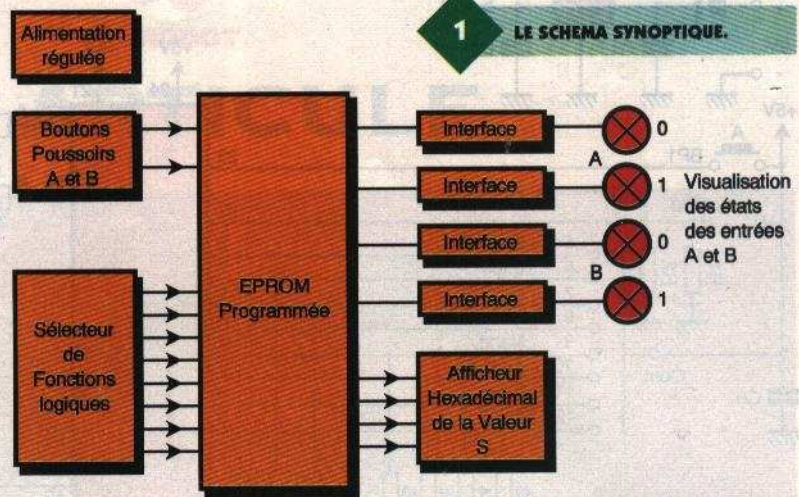 1 LE SCHEMA SYNOPTIQUE.
Alimentation
régulée
Boutons
Poussoirs
A et B
Sélecteur
de
Fonctions
logiques
EPROM
Programmée
Interface
0
A
Interface
1
Interface
0
B
Interface
1
Visualisation
des états
des entrées
A et B
Afficheur
Hexadécimal
de la Valeur
S